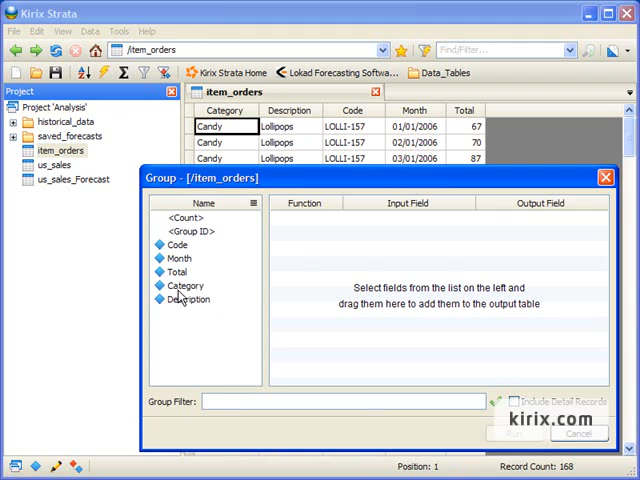 Kirix Strata
File Edit View Data Tools Help
/item_orders
Find/Filter...
Kirix Strata Home
Lokad Forecasting Softwa...
Data_Tables
Project
item_orders
Project 'Analysis'
historical_data
saved_forecasts
item_orders
us_sales
us_sales_Forecast
Category Description Code Month Total
Candy Lollipops LOLLI-157 01/01/2006 67
Candy Lollipops LOLLI-157 02/01/2006 70
Candy Lollipops LOLLI-157 03/01/2006 87
Group - [/item_orders]
Name
Function Input Field Output Field
<Count>
<Group ID>
Code
Month
Total
Category
Description
Select fields from the list on the left and
drag them here to add them to the output table
Group Filter:
Include Detail Records
kirix.com
Run
Cancel
Position: 1
Record Count: 168